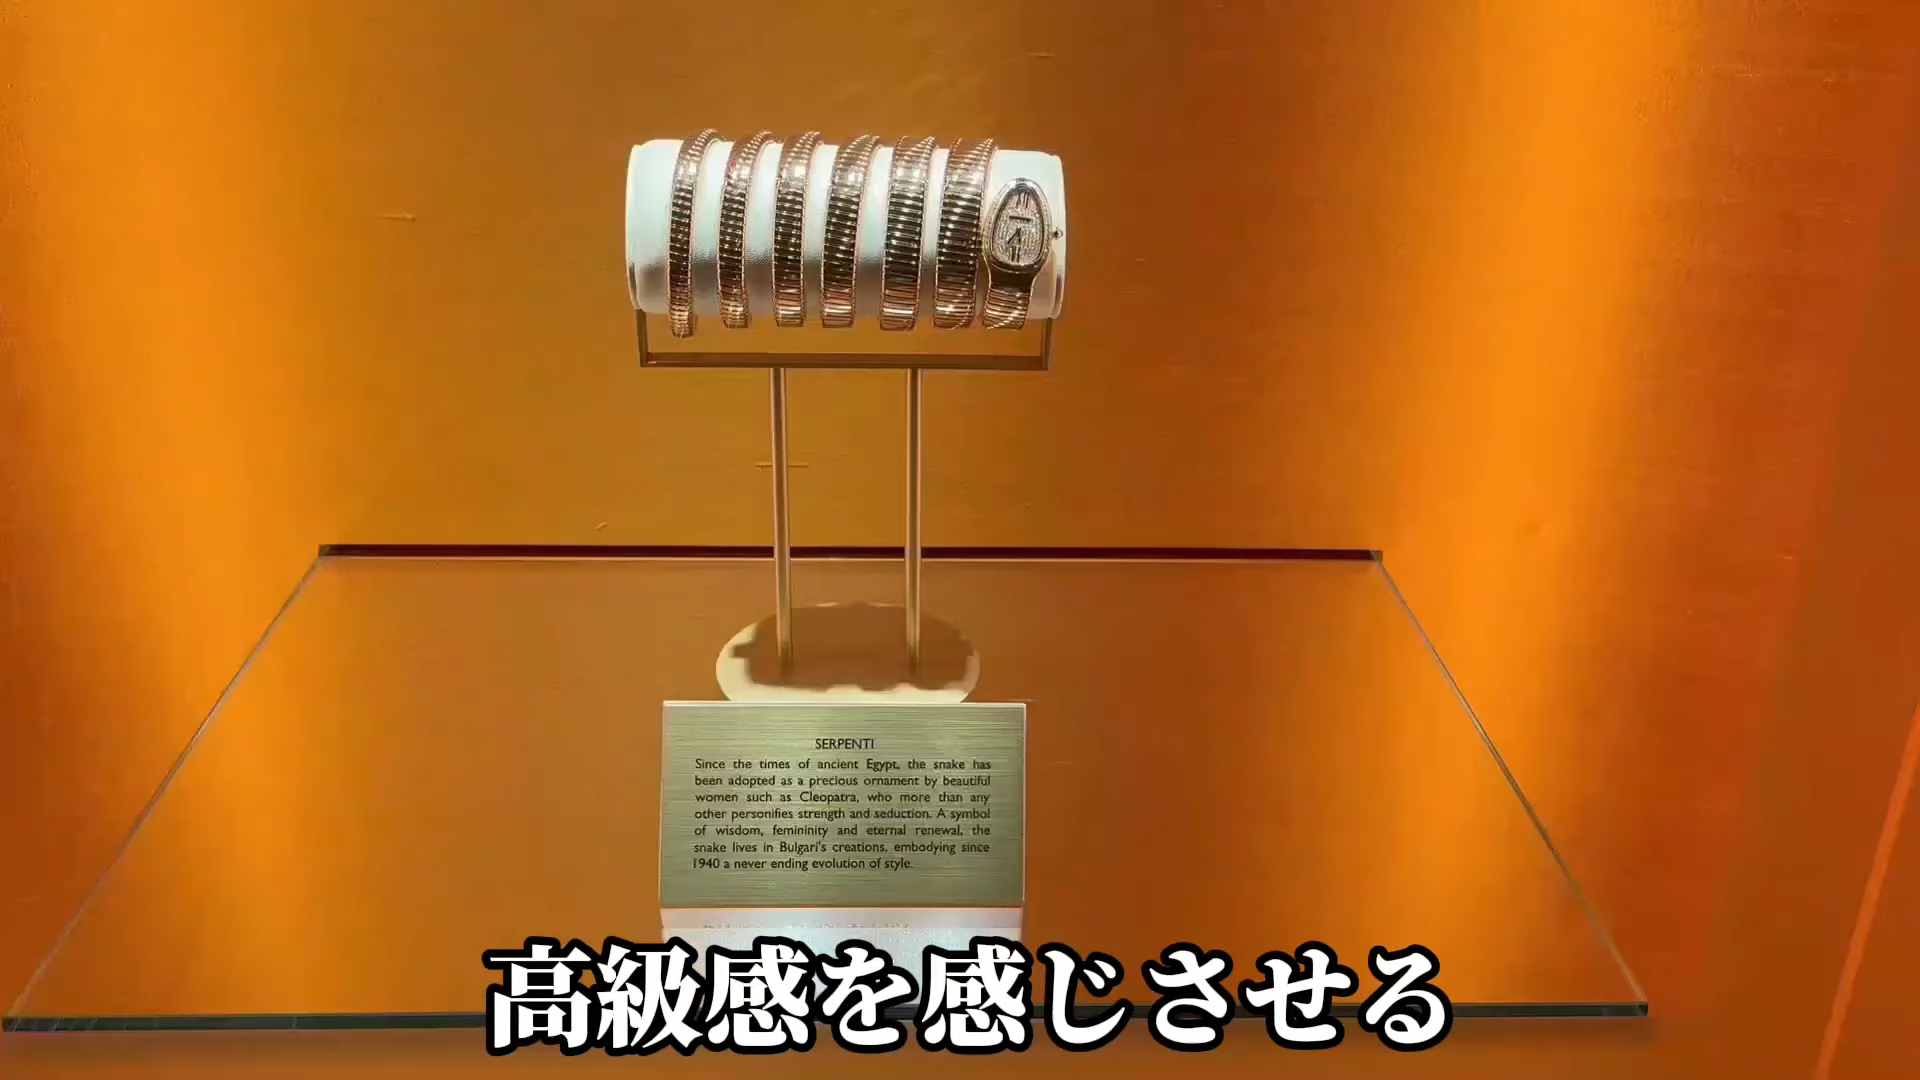 SERPENTI
Since the times of ancient Egypt, the snake has
been adopted as a precious ornament by beautiful
women such as Cleopatra, who more than any
other personifies strength and seduction. A symbol
of wisdom, femininity and eternal renewal, the
snake lives in Bulgari's creations, embodying since
1940 a never ending evolution of style.
高級感を感じさせる